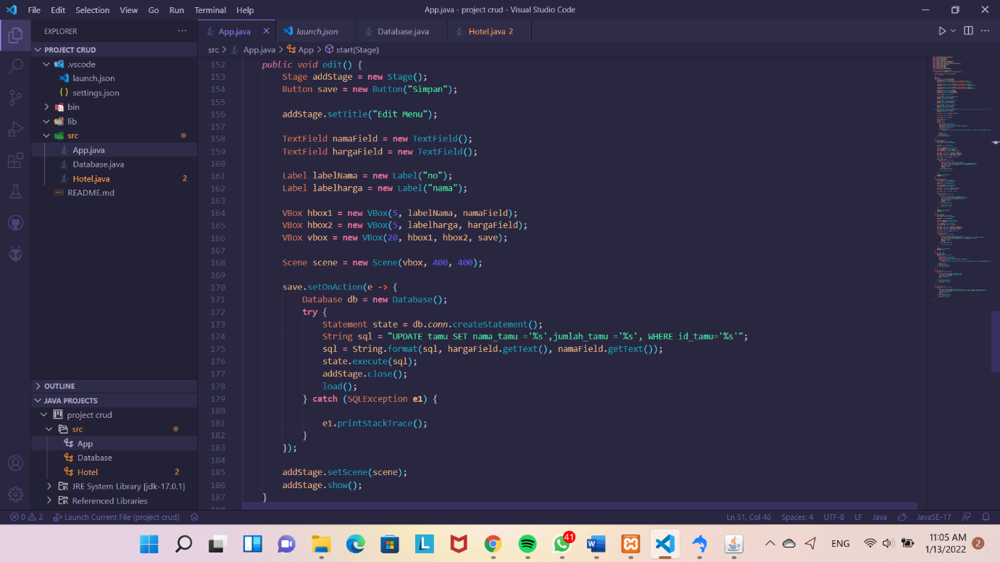 File Edit Selection View Go Run Terminal Help
App.java - project crud - Visual Studio Code
EXPLORER
PROJECT CRUD
.vscode
launch.json
{ } settings.json
bin
lib
src
App.java
Database.java
Hotel.java 2
README.md
OUTLINE
JAVA PROJECTS
project crud
src
App
Database
Hotel 2
JRE System Library [jdk-17.0.1]
Referenced Libraries
App.java launch.json Database.java Hotel.java 2
src > App.java > App > start(Stage)
152 public void edit() {
153 Stage addStage = new Stage();
154 Button save = new Button("Simpan");
155
156 addStage.setTitle("Edit Menu");
157
158 TextField namaField = new TextField();
159 TextField hargaField = new TextField();
160
161 Label labelNama = new Label("no");
162 Label labelharga = new Label("nama");
163
164 VBox hbox1 = new VBox(5, labelNama, namaField);
165 VBox hbox2 = new VBox(5, labelharga, hargaField);
166 VBox vbox = new VBox(20, hbox1, hbox2, save);
167
168 Scene scene = new Scene(vbox, 400, 400);
169
170 save.setOnAction(e -> {
171 Database db = new Database();
172 try {
173 Statement state = db.conn.createStatement();
174 String sql = "UPDATE tamu SET nama_tamu ='%s',jumlah_tamu ='%s', WHERE id_tamu='%s'";
175 sql = String.format(sql, hargaField.getText(), namaField.getText());
176 state.execute(sql);
177 addStage.close();
178 load();
179 } catch (SQLException e1) {
180
181 e1.printStackTrace();
182 }
183 });
184
185 addStage.setScene(scene);
186 addStage.show();
187 }
188
0 2 Launch Current File (project crud)
Ln 51, Col 46 Spaces: 4 UTF-8 LF Java JavaSE-17
41
ENG
11:05 AM
1/13/2022
2